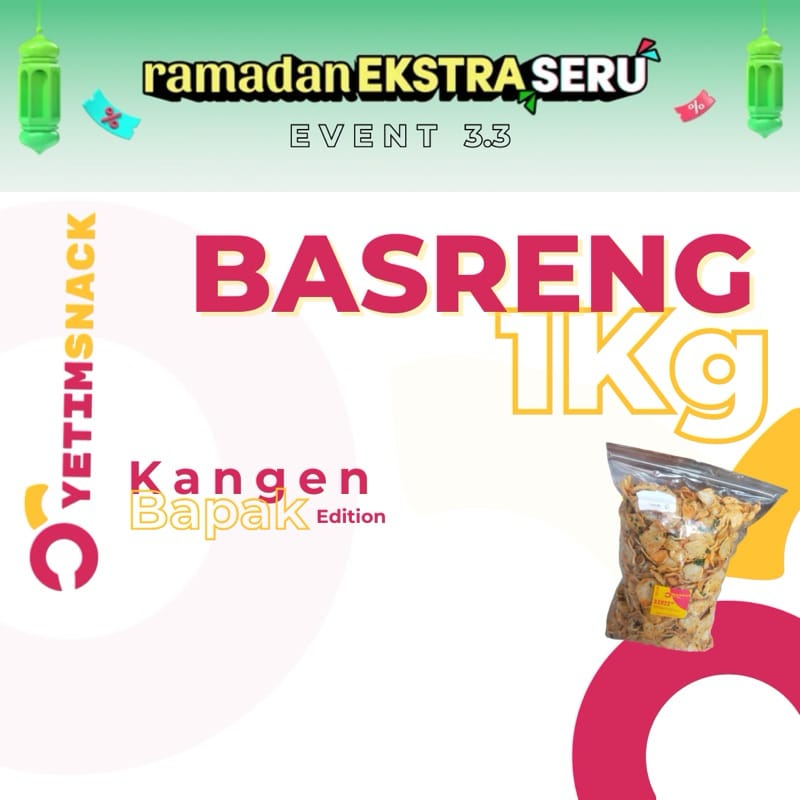 ramadan EKSTRA SERU
EVENT 3.3
%
%
YETIMSNACK
BASRENG
1Kg
Kangen
Bapak Edition